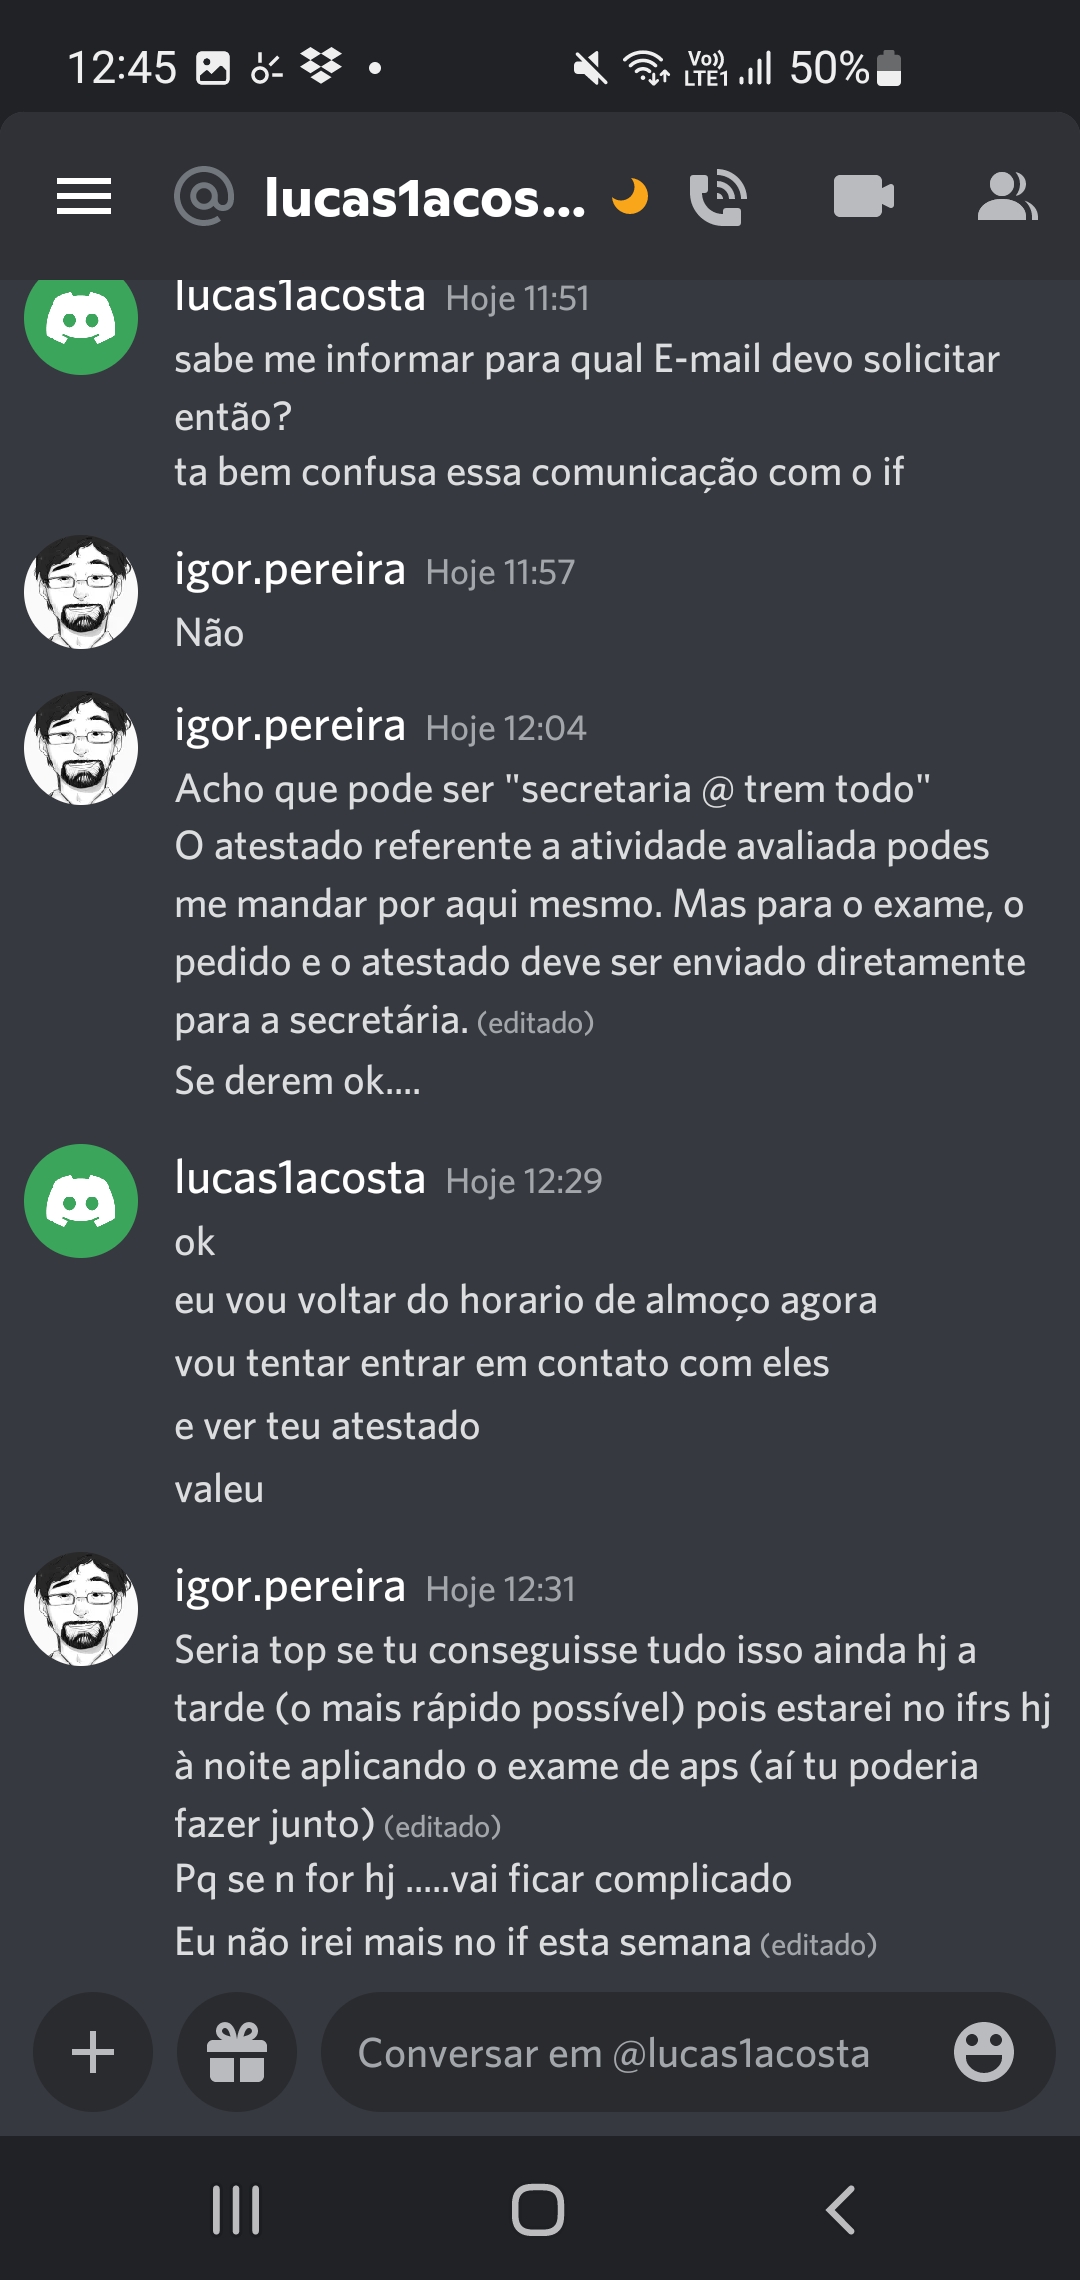 12:45
Vo)) LTE1 50%
lucas1acos...
lucas1acosta Hoje 11:51
sabe me informar para qual E-mail devo solicitar
então?
ta bem confusa essa comunicação com o if
igor.pereira Hoje 11:57
Não
igor.pereira Hoje 12:04
Acho que pode ser "secretaria @ trem todo"
O atestado referente a atividade avaliada podes
me mandar por aqui mesmo. Mas para o exame, o
pedido e o atestado deve ser enviado diretamente
para a secretária. (editado)
Se derem ok....
lucas1acosta Hoje 12:29
ok
eu vou voltar do horario de almoço agora
vou tentar entrar em contato com eles
e ver teu atestado
valeu
igor.pereira Hoje 12:31
Seria top se tu conseguisse tudo isso ainda hj a
tarde (o mais rápido possível) pois estarei no ifrs hj
à noite aplicando o exame de aps (aí tu poderia
fazer junto) (editado)
Pq se n for hj .....vai ficar complicado
Eu não irei mais no if esta semana (editado)
Conversar em @lucas1acosta